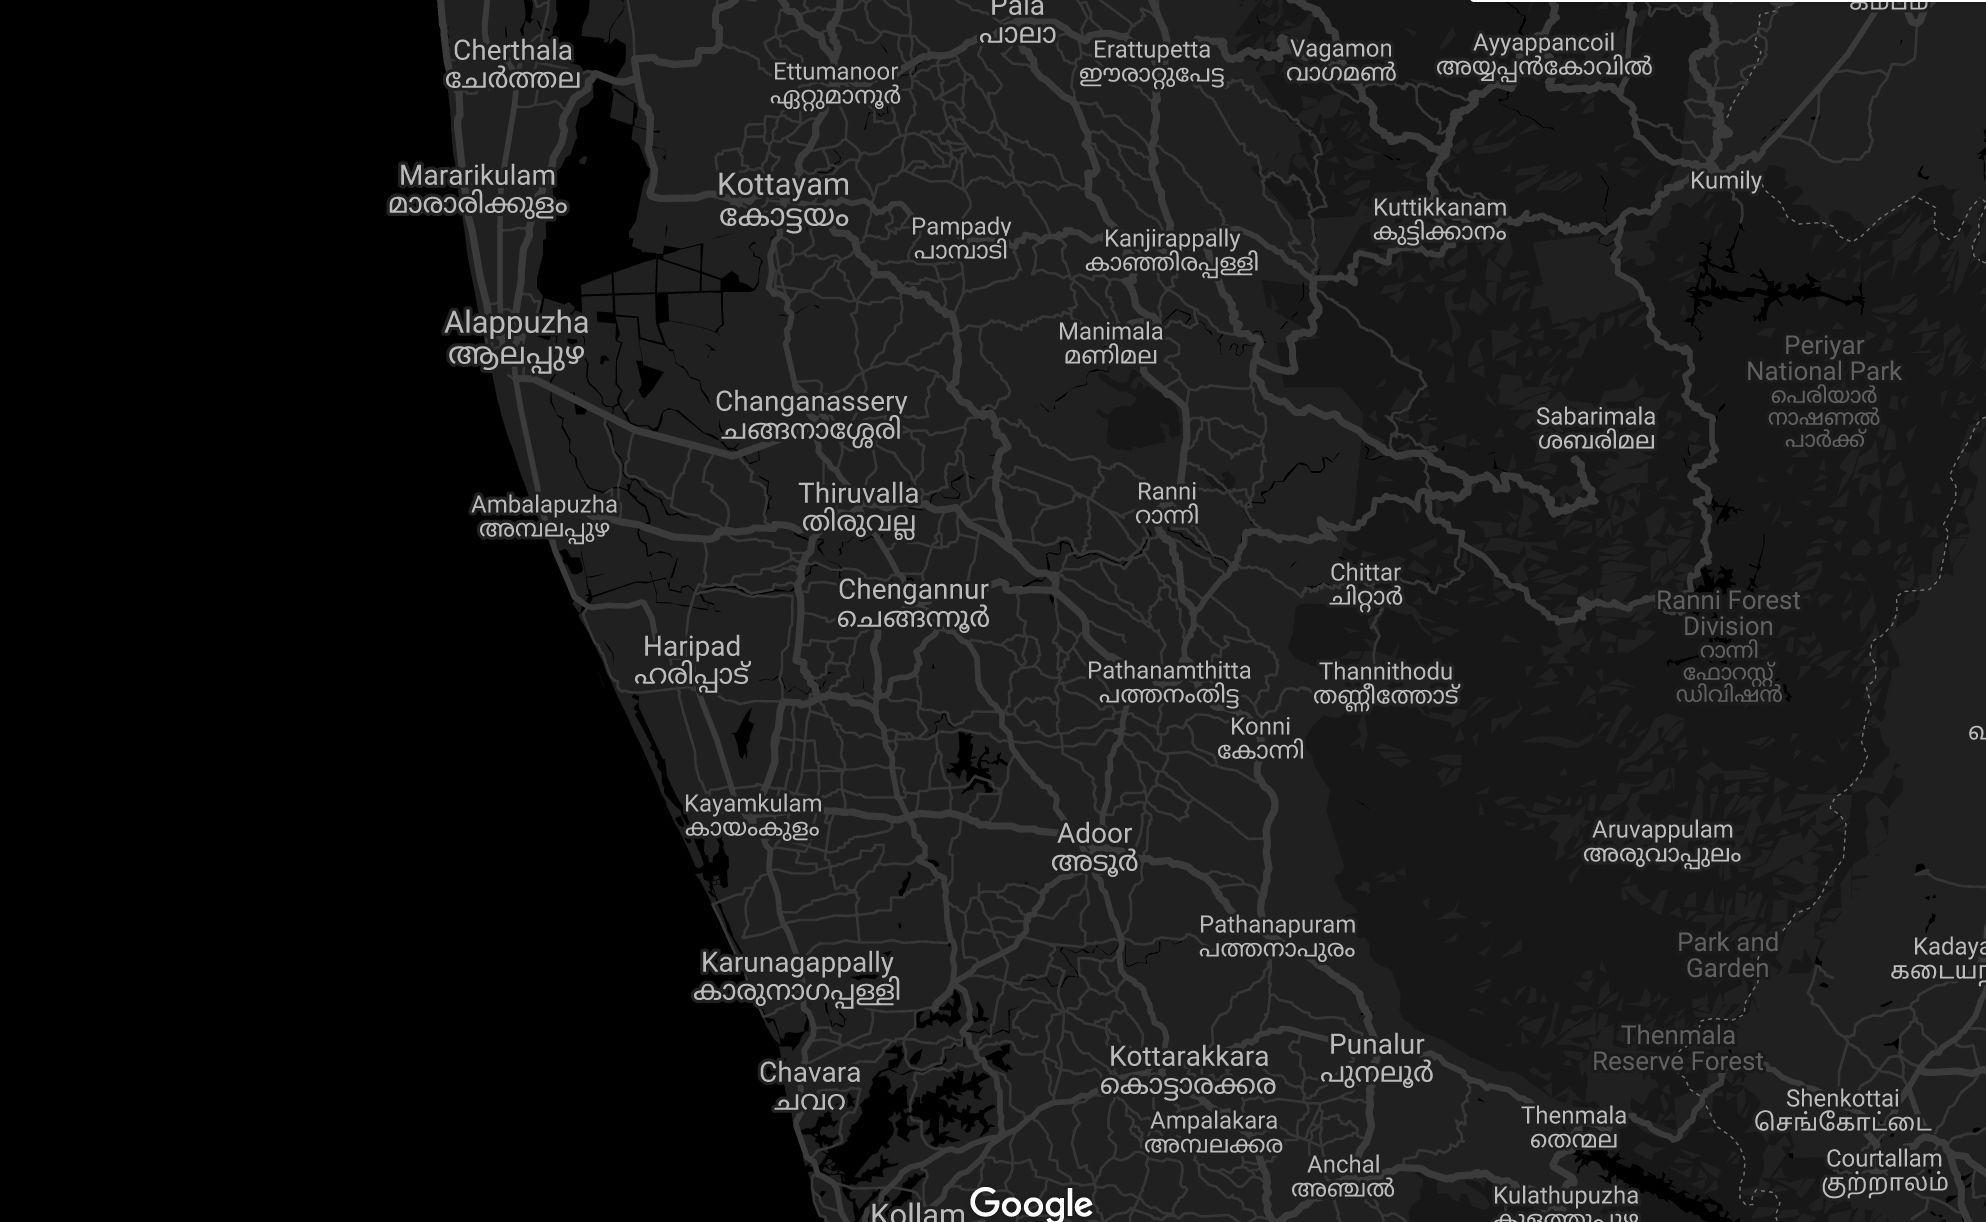 Pala
പാലാ
Cherthala
ചേർത്തല
Ettumanoor
ഏറ്റുമാനൂർ
Erattupetta
ഈരാറ്റുപേട്ട
Vagamon
വാഗമൺ
Ayyappancoil
അയ്യപ്പൻകോവിൽ
Mararikulam
മാരാരിക്കുളം
Kottayam
കോട്ടയം
Pampady
പാമ്പാടി
Kanjirappally
കാഞ്ഞിരപ്പള്ളി
Kuttikkanam
കുട്ടിക്കാനം
Kumily
Alappuzha
ആലപ്പുഴ
Manimala
മണിമല
Periyar
National Park
പെരിയാർ
നാഷണൽ
പാർക്ക്
Changanassery
ചങ്ങനാശ്ശേരി
Sabarimala
ശബരിമല
Ambalapuzha
അമ്പലപ്പുഴ
Thiruvalla
തിരുവല്ല
Ranni
റാന്നി
Chengannur
ചെങ്ങന്നൂർ
Chittar
ചിറ്റാർ
Ranni Forest
Division
റാന്നി
ഫോറസ്റ്റ്
ഡിവിഷൻ
Haripad
ഹരിപ്പാട്
Pathanamthitta
പത്തനംതിട്ട
Thannithodu
തണ്ണീത്തോട്
Konni
കോന്നി
Kayamkulam
കായംകുളം
Adoor
അടൂർ
Aruvappulam
അരുവാപ്പുലം
Pathanapuram
പത്തനാപുരം
Park and
Garden
Kadaya
Karunagappally
കാരുനാഗപ്പള്ളി
Thenmala
Reserve Forest
Kottarakkara
കൊട്ടാരക്കര
Punalur
പുനലൂർ
Chavara
ചവറ
Ampalakara
അമ്പലക്കര
Thenmala
തെന്മല
Shenkottai
செங்கோட்டை
Anchal
അഞ്ചൽ
Courtallam
குற்றாலம்
Kulathupuzha
Kollam
Google